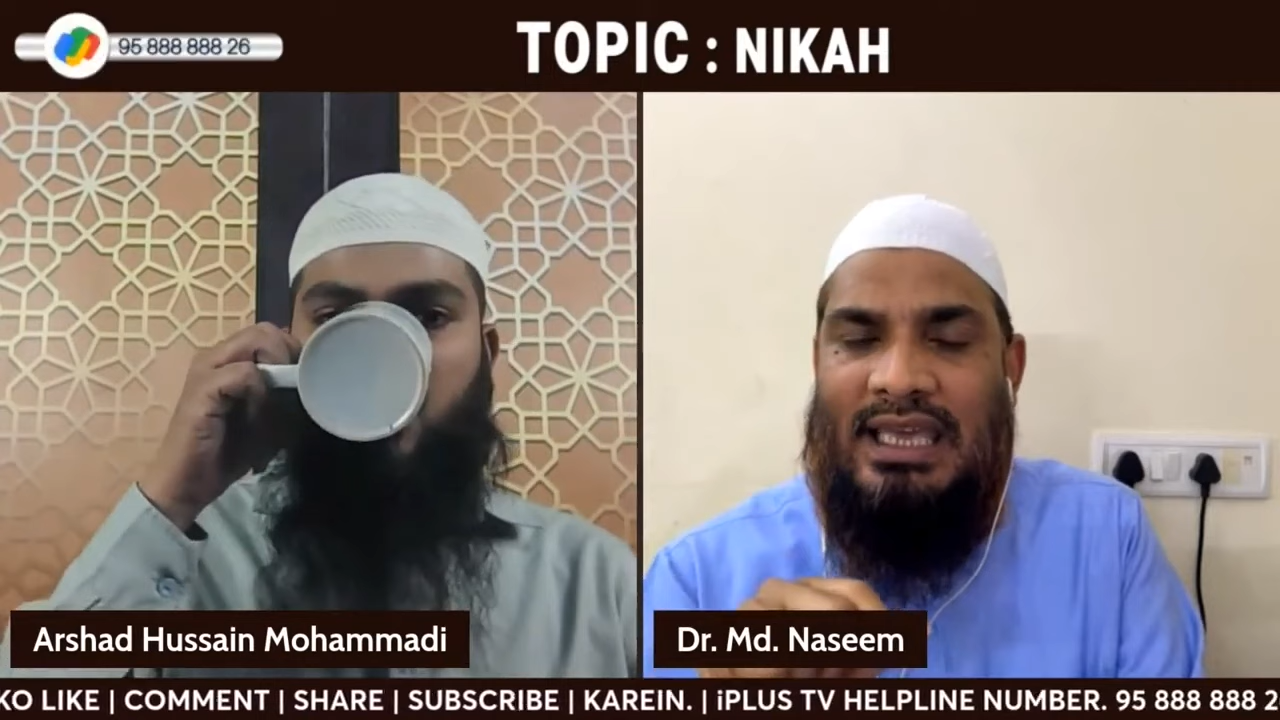 95 888 888 26
TOPIC : NIKAH
Arshad Hussain Mohammadi
Dr. Md. Naseem
KO LIKE | COMMENT | SHARE | SUBSCRIBE | KAREIN. | iPLUS TV HELPLINE NUMBER. 95 888 888 2